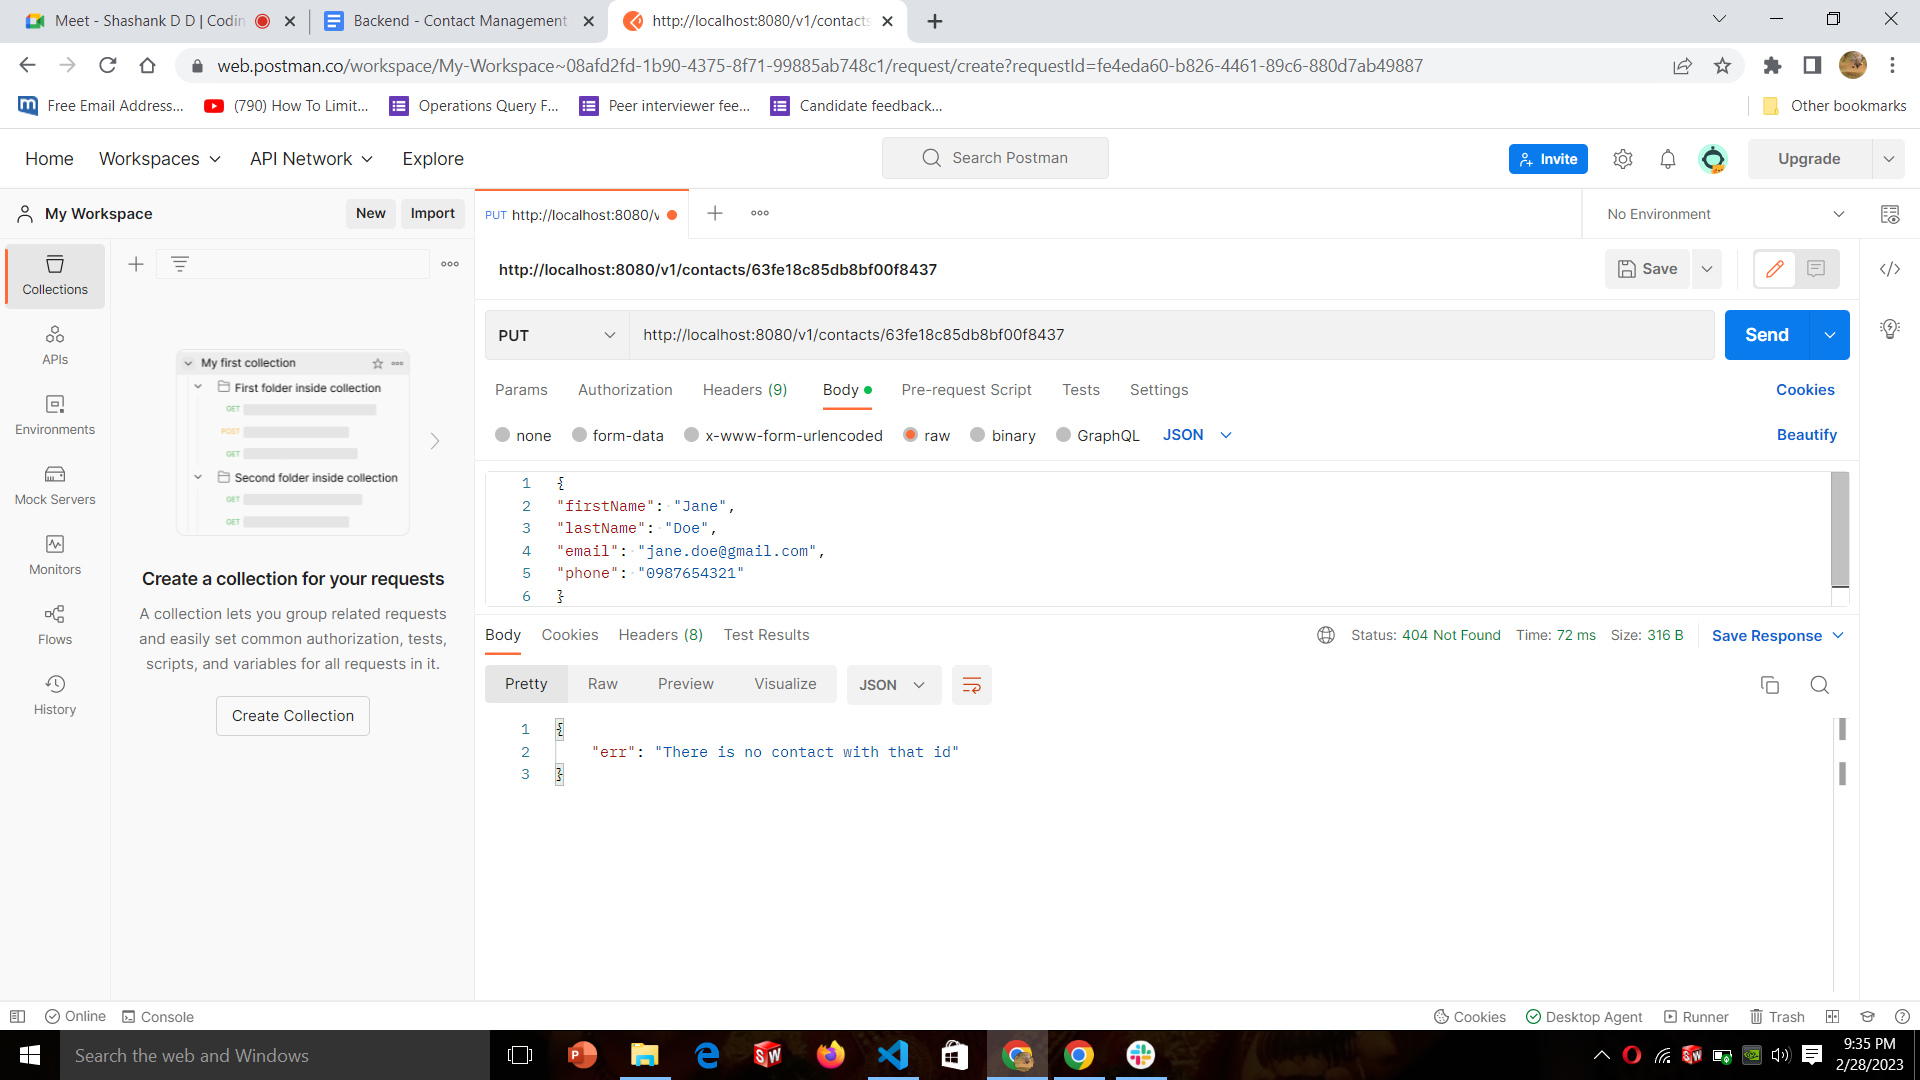 Meet - Shashank D D | Codin
Backend - Contact Management
http://localhost:8080/v1/contacts
web.postman.co/workspace/My-Workspace~08afd2fd-1b90-4375-8f71-99885ab748c1/request/create?requestId=fe4eda60-b826-4461-89c6-880d7ab49887
Free Email Address...
(790) How To Limit...
Operations Query F...
Peer interviewer fee...
Candidate feedback...
Other bookmarks
Home
Workspaces
API Network
Explore
Search Postman
Invite
Upgrade
My Workspace
New
Import
PUT http://localhost:8080/v
No Environment
Collections
APIs
Environments
Mock Servers
Monitors
Flows
History
My first collection
First folder inside collection
GET
POST
GET
Second folder inside collection
GET
GET
Create a collection for your requests
A collection lets you group related requests
and easily set common authorization, tests,
scripts, and variables for all requests in it.
Create Collection
http://localhost:8080/v1/contacts/63fe18c85db8bf00f8437
Save
PUT
http://localhost:8080/v1/contacts/63fe18c85db8bf00f8437
Send
Params
Authorization
Headers (9)
Body
Pre-request Script
Tests
Settings
Cookies
none
form-data
x-www-form-urlencoded
raw
binary
GraphQL
JSON
Beautify
1 {
2 "firstName": "Jane",
3 "lastName": "Doe",
4 "email": "jane.doe@gmail.com",
5 "phone": "0987654321"
6 }
Body
Cookies
Headers (8)
Test Results
Status: 404 Not Found
Time: 72 ms
Size: 316 B
Save Response
Pretty
Raw
Preview
Visualize
JSON
1 {
2 "err": "There is no contact with that id"
3 }
Online
Console
Cookies
Desktop Agent
Runner
Trash
Search the web and Windows
9:35 PM
2/28/2023